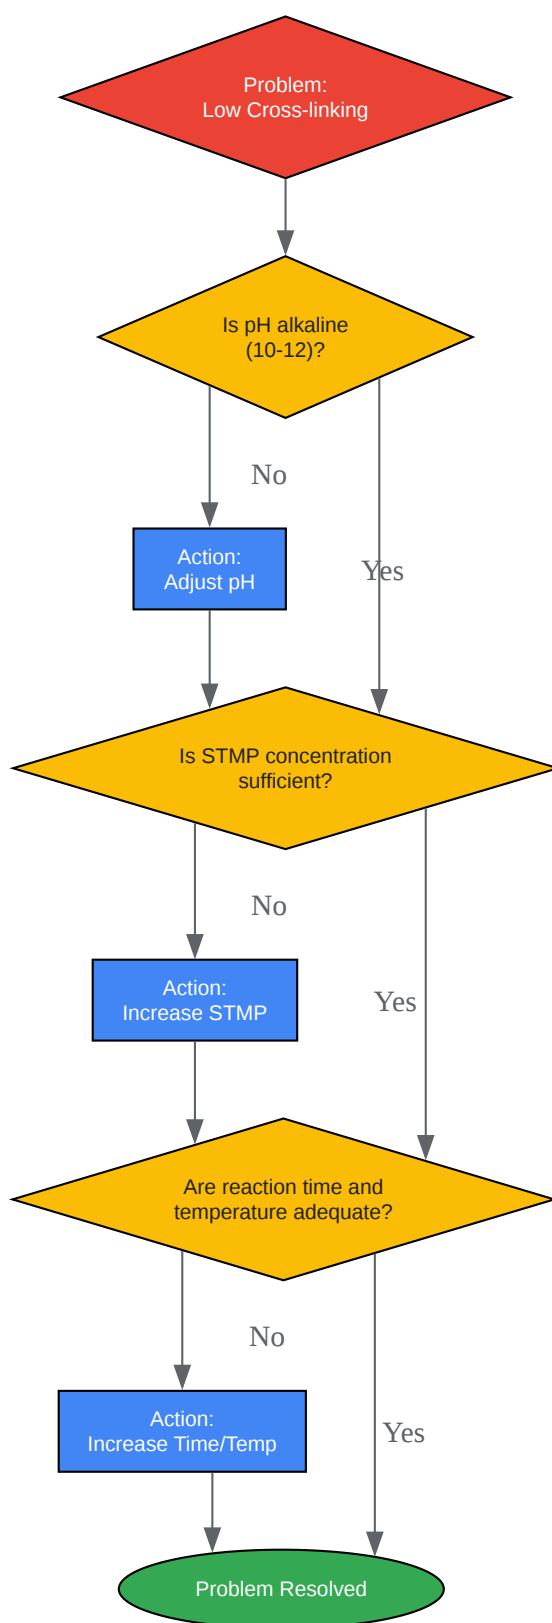 Problem:
Low Cross-linking
Is pH alkaline
(10-12)?
No
Action:
Adjust pH
Yes
Is STMP concentration
sufficient?
No
Action:
Increase STMP
Yes
Are reaction time and
temperature adequate?
No
Action:
Increase Time/Temp
Yes
Problem Resolved